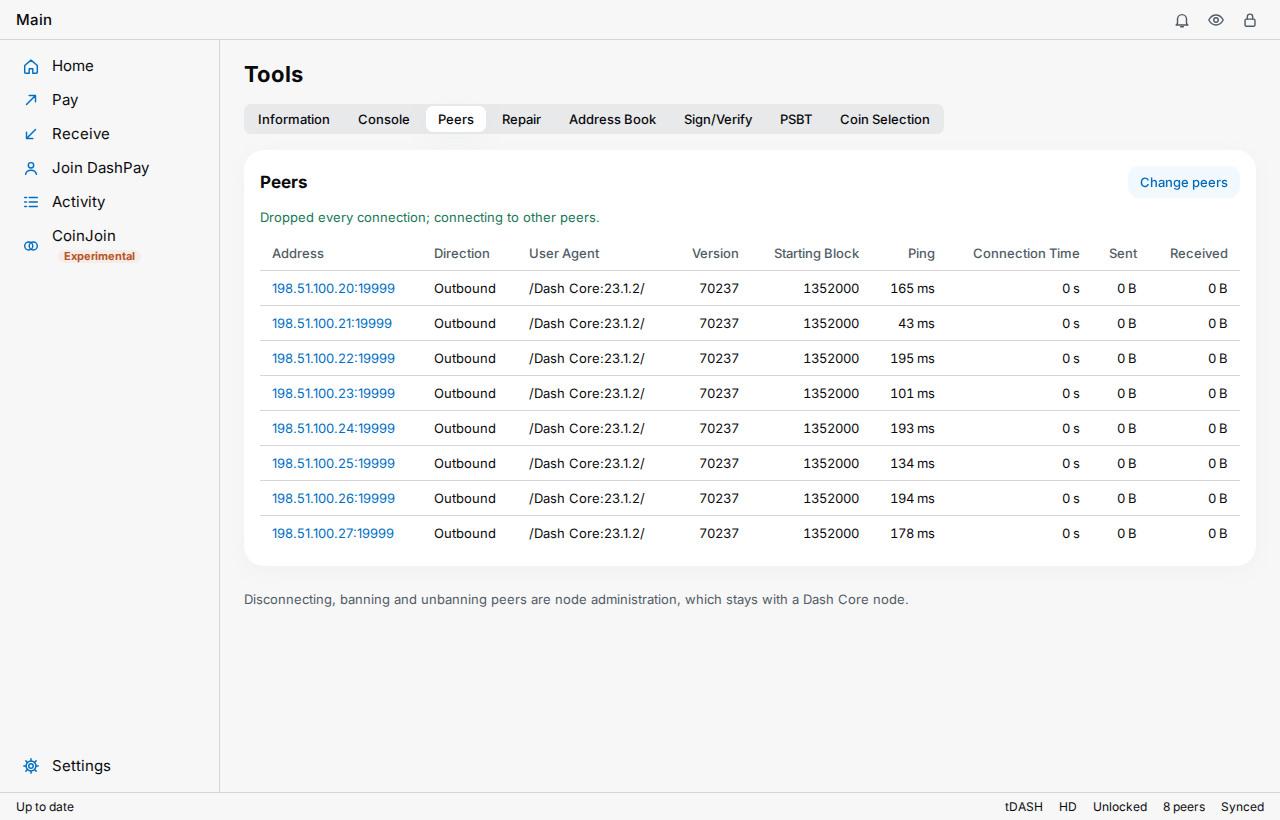 Main
Home
Pay
Receive
Join DashPay
Activity
CoinJoin
Experimental
Settings
Tools
Information Console Peers Repair Address Book Sign/Verify PSBT Coin Selection
Peers
Change peers
Dropped every connection; connecting to other peers.
Address Direction User Agent Version Starting Block Ping Connection Time Sent Received
198.51.100.20:19999 Outbound /Dash Core:23.1.2/ 70237 1352000 165 ms 0 s 0 B 0 B
198.51.100.21:19999 Outbound /Dash Core:23.1.2/ 70237 1352000 43 ms 0 s 0 B 0 B
198.51.100.22:19999 Outbound /Dash Core:23.1.2/ 70237 1352000 195 ms 0 s 0 B 0 B
198.51.100.23:19999 Outbound /Dash Core:23.1.2/ 70237 1352000 101 ms 0 s 0 B 0 B
198.51.100.24:19999 Outbound /Dash Core:23.1.2/ 70237 1352000 193 ms 0 s 0 B 0 B
198.51.100.25:19999 Outbound /Dash Core:23.1.2/ 70237 1352000 134 ms 0 s 0 B 0 B
198.51.100.26:19999 Outbound /Dash Core:23.1.2/ 70237 1352000 194 ms 0 s 0 B 0 B
198.51.100.27:19999 Outbound /Dash Core:23.1.2/ 70237 1352000 178 ms 0 s 0 B 0 B
Disconnecting, banning and unbanning peers are node administration, which stays with a Dash Core node.
Up to date
tDASH HD Unlocked 8 peers Synced